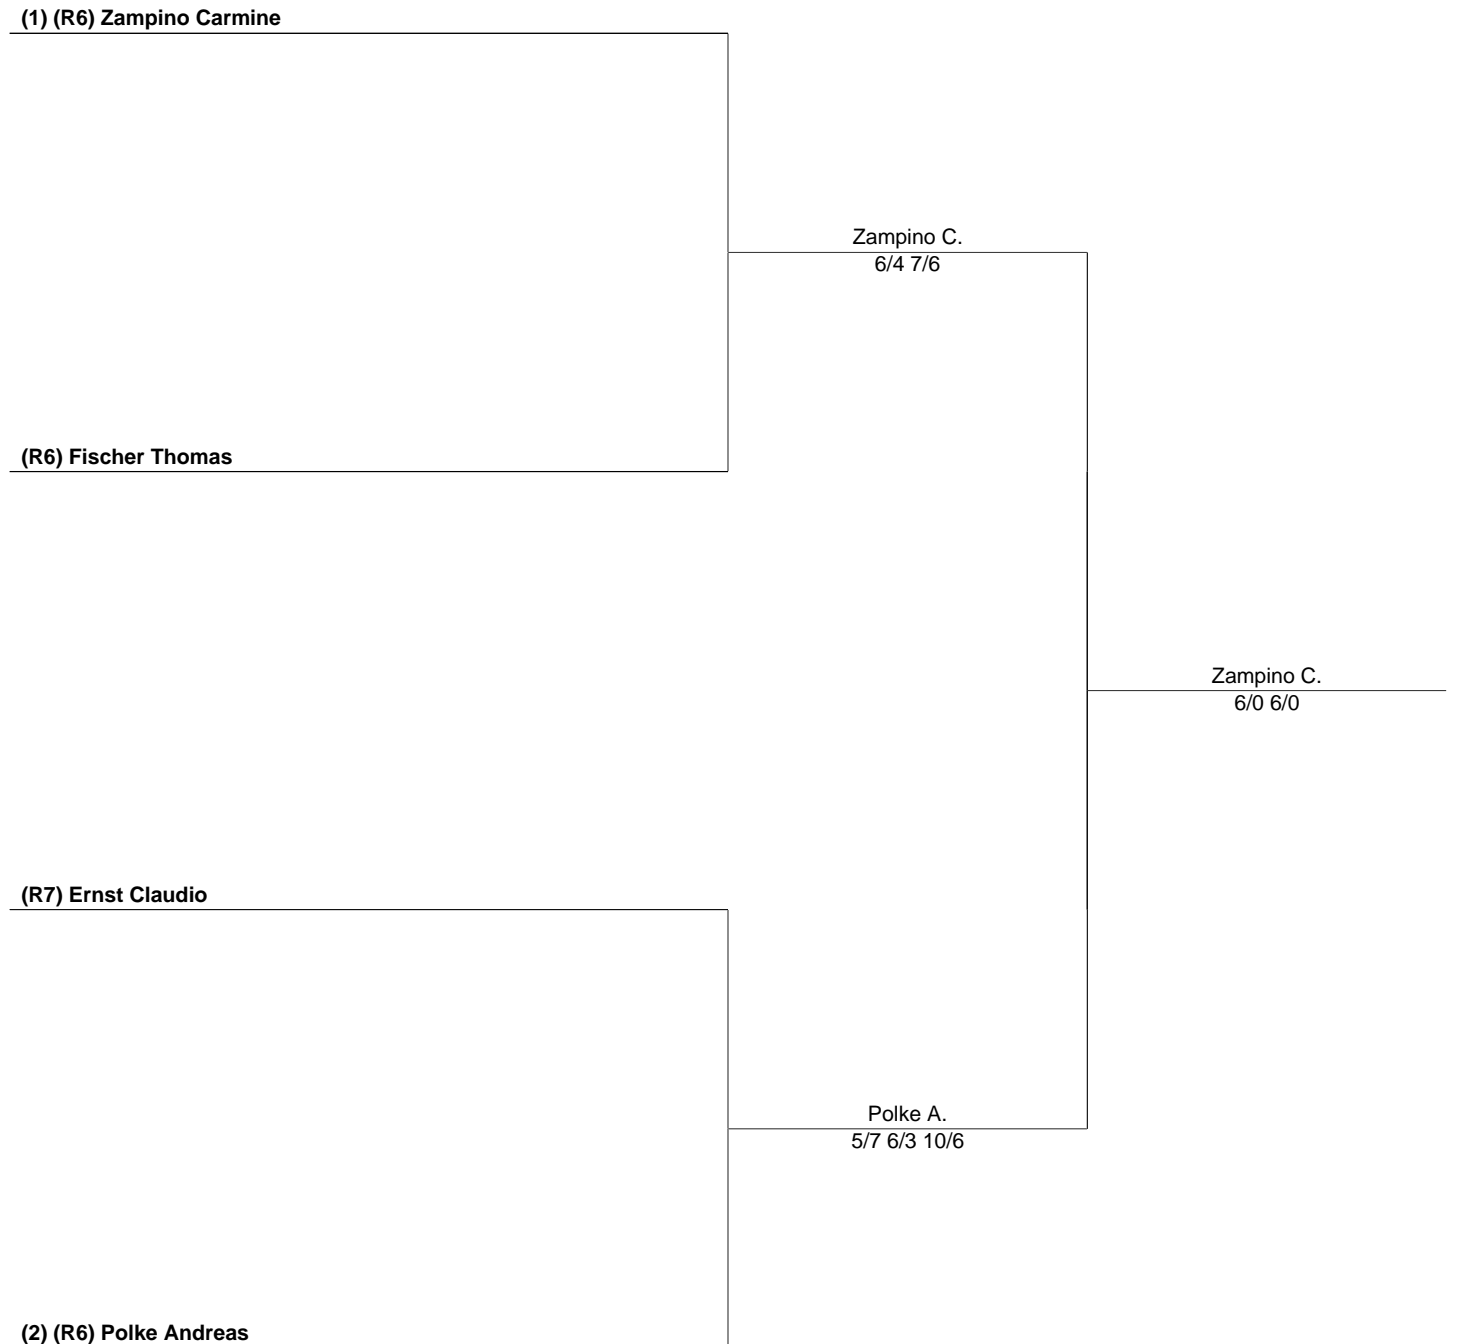 (1) (R6) Zampino Carmine
Zampino C.
6/4 7/6
(R6) Fischer Thomas
Zampino C.
6/0 6/0
(R7) Ernst Claudio
Polke A.
5/7 6/3 10/6
(2) (R6) Polke Andreas